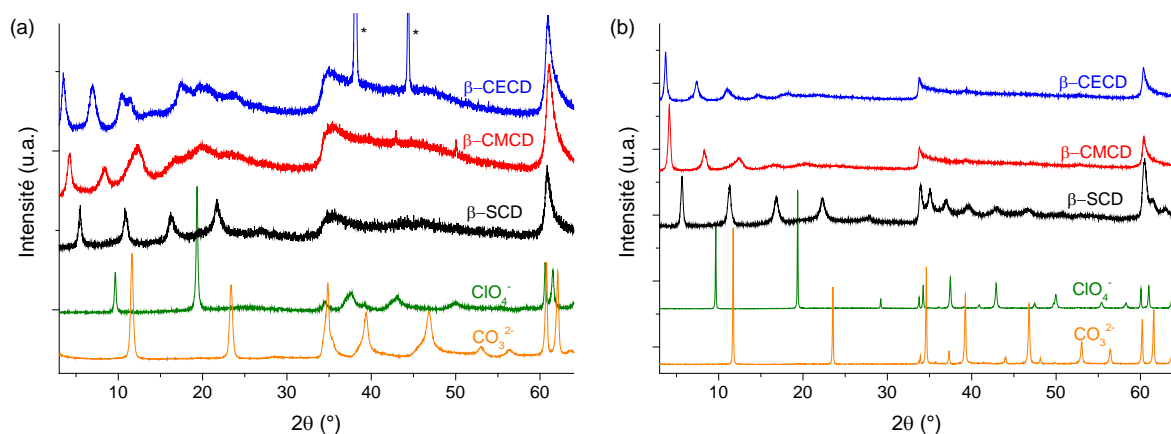 (a)
*
*
β−CECD
β−CMCD
β−SCD
ClO₄⁻
CO₃²⁻
Intensité (u.a.)
10 20 30 40 50 60
2θ (°)
(b)
β−CECD
β−CMCD
β−SCD
ClO₄⁻
CO₃²⁻
Intensité (u.a.)
10 20 30 40 50 60
2θ (°)